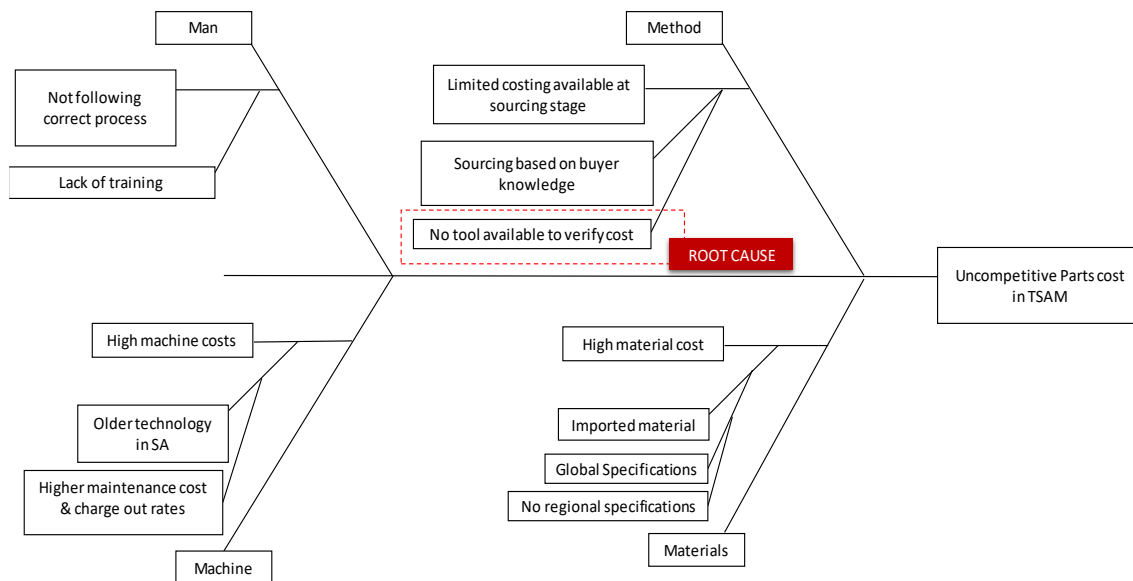 Man
Method
Not following
correct process
Limited costing available at
sourcing stage
Lack of training
Sourcing based on buyer
knowledge
No tool available to verify cost
ROOT CAUSE
Uncompetitive Parts cost
in TSAM
High machine costs
High material cost
Older technology
in SA
Imported material
Global Specifications
Higher maintenance cost
& charge out rates
No regional specifications
Materials
Machine